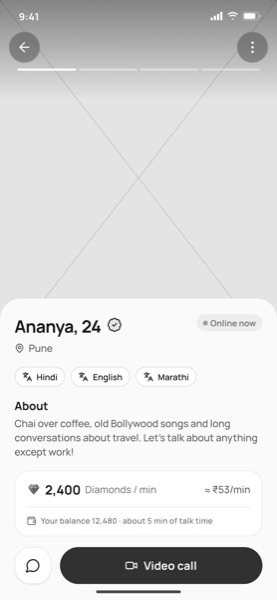 9:41
Ananya, 24
Online now
Pune
Hindi
English
Marathi
About
Chai over coffee, old Bollywood songs and long
conversations about travel. Let's talk about anything
except work!
2,400 Diamonds / min ≈ ₹53/min
Your balance 12,480 · about 5 min of talk time
Video call